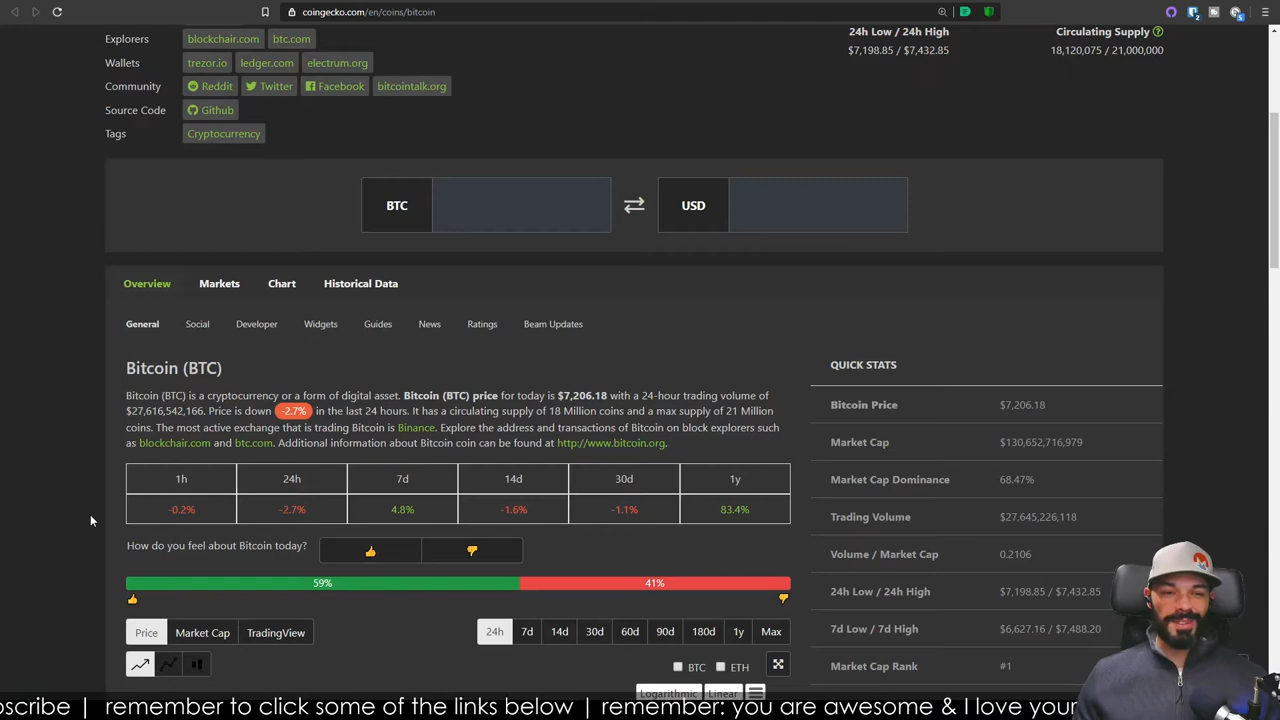 coingecko.com/en/coins/bitcoin
Explorers blockchain.com btc.com
24h Low / 24h High Circulating Supply
$7,198.85 / $7,432.85 18,120,075 / 21,000,000
Wallets trezor.io ledger.com electrum.org
Community Reddit Twitter Facebook bitcointalk.org
Source Code Github
Tags Cryptocurrency
BTC USD
Overview Markets Chart Historical Data
General Social Developer Widgets Guides News Ratings Beam Updates
Bitcoin (BTC)
Bitcoin (BTC) is a cryptocurrency or a form of digital asset. Bitcoin (BTC) price for today is $7,206.18 with a 24-hour trading volume of
$27,616,542,166. Price is down -2.7% in the last 24 hours. It has a circulating supply of 18 Million coins and a max supply of 21 Million
coins. The most active exchange that is trading Bitcoin is Binance. Explore the address and transactions of Bitcoin on block explorers such
as blockchair.com and btc.com. Additional information about Bitcoin coin can be found at http://www.bitcoin.org.
1h 24h 7d 14d 30d 1y
-0.2% -2.7% 4.8% -1.6% -1.1% 83.4%
How do you feel about Bitcoin today?
59% 41%
Price Market Cap TradingView
24h 7d 14d 30d 60d 90d 180d 1y Max
BTC ETH
Logarithmic Linear
QUICK STATS
Bitcoin Price $7,206.18
Market Cap $130,652,716,979
Market Cap Dominance 68.47%
Trading Volume $27,645,226,118
Volume / Market Cap 0.2106
24h Low / 24h High $7,198.85 / $7,432.85
7d Low / 7d High $6,627.16 / $7,488.20
Market Cap Rank #1
scribe | remember to click some of the links below | remember: you are awesome & I love your